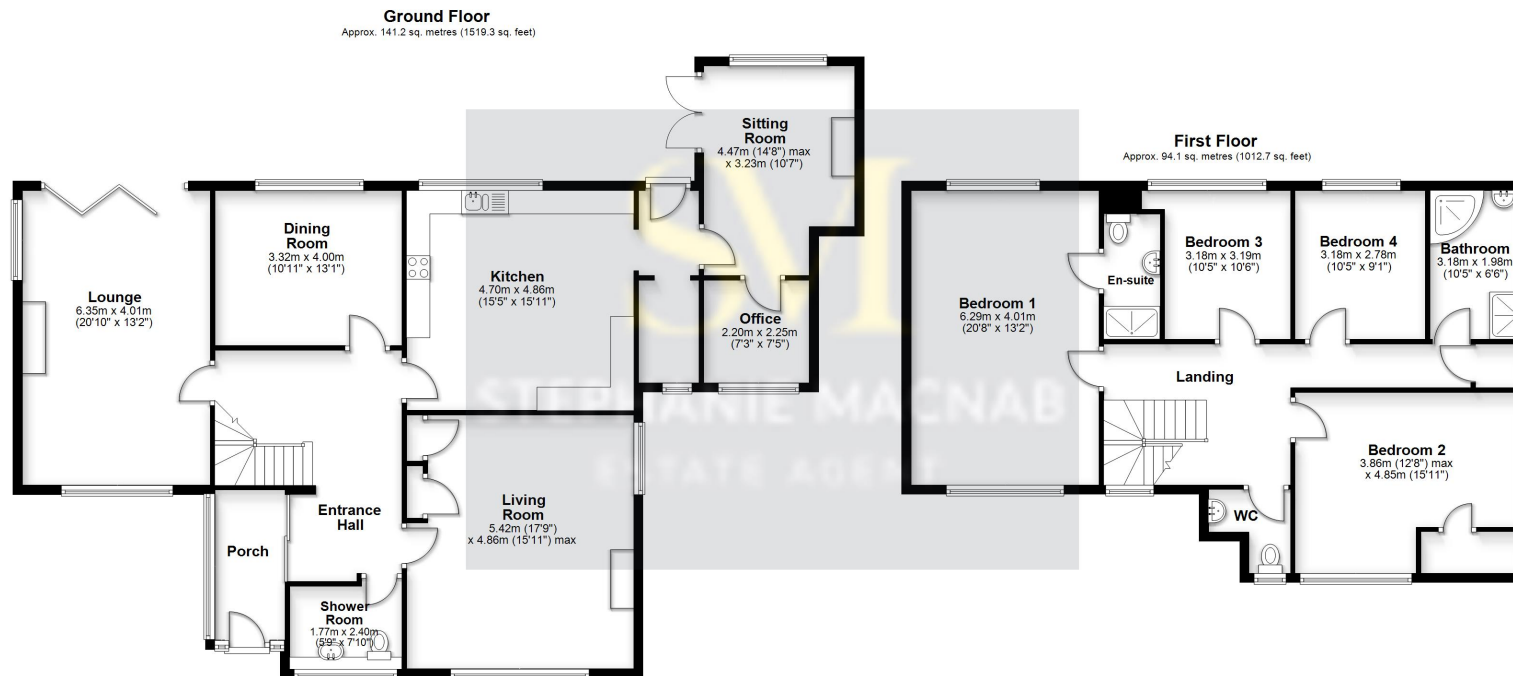 Ground Floor
Approx. 141.2 sq. metres (1519.3 sq. feet)
Sitting
Room
4.47m (14'8") max
x 3.23m (10'7")
Dining
Room
3.32m x 4.00m
(10'11" x 13'1")
Kitchen
4.70m x 4.86m
(15'5" x 15'11")
Lounge
6.35m x 4.01m
(20'10" x 13'2")
Office
2.20m x 2.25m
(7'3" x 7'5")
Entrance
Hall
Living
Room
5.42m (17'9")
x 4.86m (15'11") max
Porch
Shower
Room
1.77m x 2.40m
(5'9" x 7'10")
First Floor
Approx. 94.1 sq. metres (1012.7 sq. feet)
Bedroom 1
6.29m x 4.01m
(20'8" x 13'2")
En-suite
Bedroom 3
3.18m x 3.19m
(10'5" x 10'6")
Bedroom 4
3.18m x 2.78m
(10'5" x 9'1")
Bathroom
3.18m x 1.98m
(10'5" x 6'6")
Landing
Bedroom 2
3.86m (12'8") max
x 4.85m (15'11")
WC
SM
STEPHANIE MACNAB
ESTATE AGENT